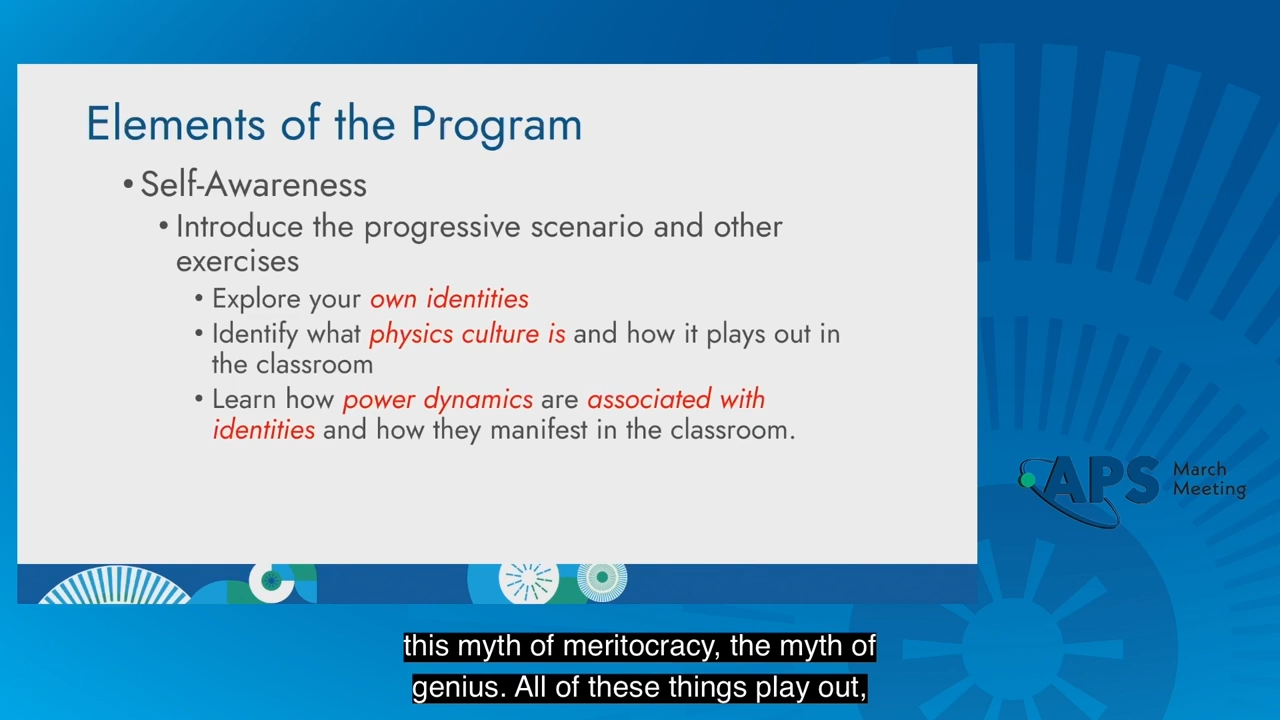 Elements of the Program
• Self-Awareness
• Introduce the progressive scenario and other
exercises
• Explore your own identities
• Identify what physics culture is and how it plays out in
the classroom
• Learn how power dynamics are associated with
identities and how they manifest in the classroom.
APS March
Meeting
this myth of meritocracy, the myth of
genius. All of these things play out,